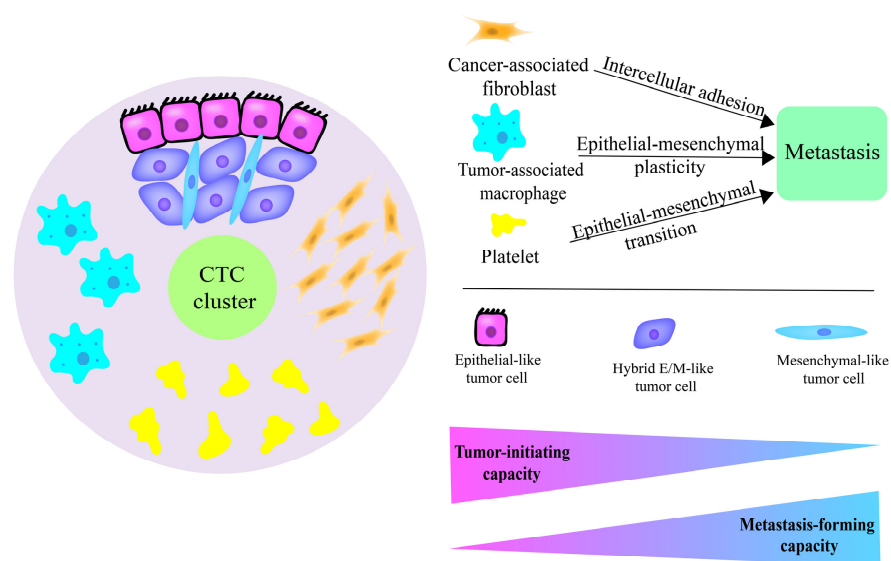 CTC
cluster
Cancer-associated
fibroblast
Intercellular adhesion
Tumor-associated
macrophage
Epithelial-mesenchymal
plasticity
Platelet
Epithelial-mesenchymal
transition
Metastasis
Epithelial-like
tumor cell
Hybrid E/M-like
tumor cell
Mesenchymal-like
tumor cell
Tumor-initiating
capacity
Metastasis-forming
capacity